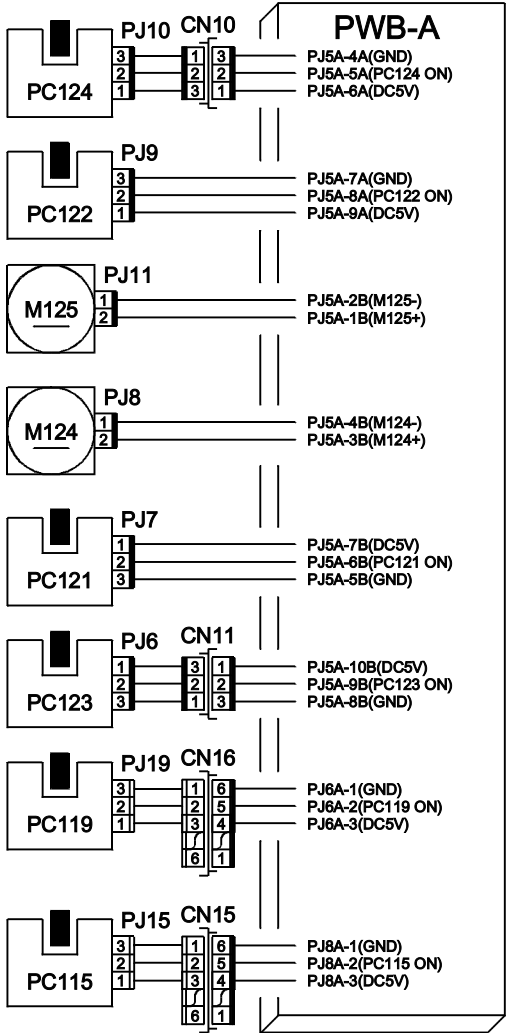 PJ10 CN10 PWB-A
3 1 3 PJ5A-4A(GND)
2 2 2 PJ5A-5A(PC124 ON)
PC124 1 3 1 PJ5A-6A(DC5V)
PJ9
3 PJ5A-7A(GND)
2 PJ5A-8A(PC122 ON)
PC122 1 PJ5A-9A(DC5V)
PJ11
M125 1 PJ5A-2B(M125-)
2 PJ5A-1B(M125+)
PJ8
M124 1 PJ5A-4B(M124-)
2 PJ5A-3B(M124+)
PJ7
1 PJ5A-7B(DC5V)
2 PJ5A-6B(PC121 ON)
PC121 3 PJ5A-5B(GND)
PJ6 CN11
1 3 1 PJ5A-10B(DC5V)
2 2 2 PJ5A-9B(PC123 ON)
PC123 3 1 3 PJ5A-8B(GND)
PJ19 CN16
3 1 6 PJ6A-1(GND)
2 2 5 PJ6A-2(PC119 ON)
PC119 1 3 4 PJ6A-3(DC5V)
6 1
PJ15 CN15
3 1 6 PJ8A-1(GND)
2 2 5 PJ8A-2(PC115 ON)
PC115 1 3 4 PJ8A-3(DC5V)
6 1